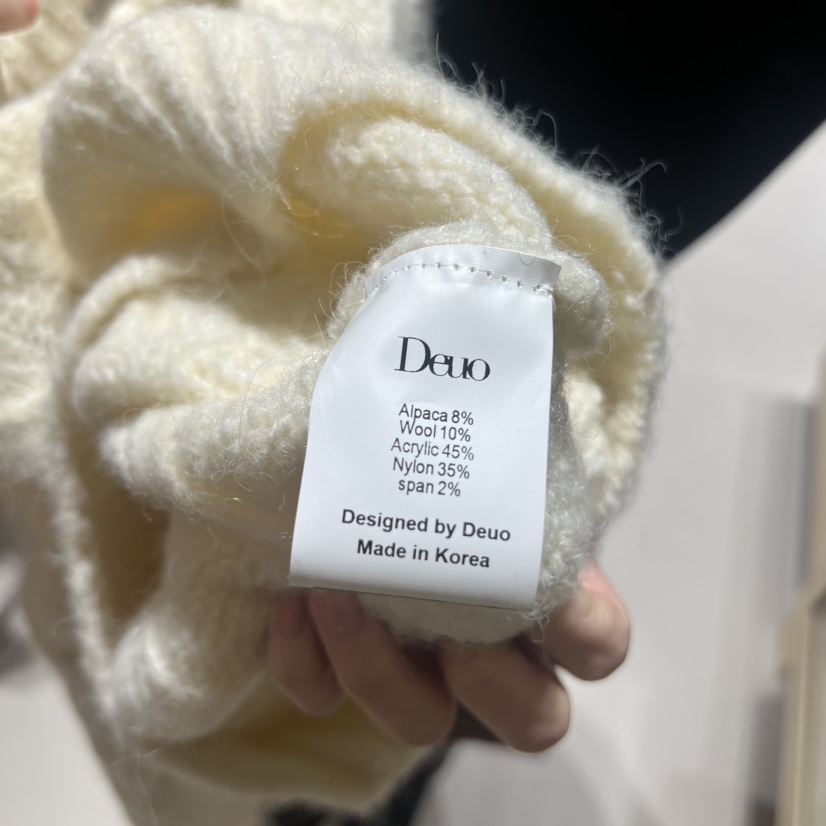 Deuo
Alpaca 8%
Wool 10%
Acrylic 45%
Nylon 35%
span 2%
Designed by Deuo
Made in Korea